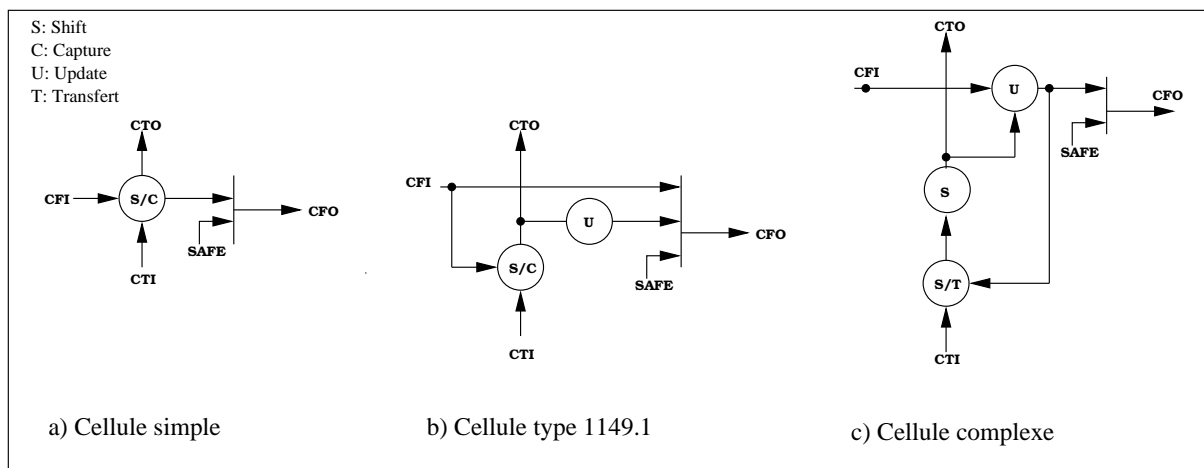 S: Shift
C: Capture
U: Update
T: Transfert
CTO
CFI
S/C
CFO
SAFE
CTI
a) Cellule simple
CTO
CFI
U
S/C
CFO
SAFE
CTI
b) Cellule type 1149.1
CTO
CFI
U
CFO
SAFE
S
S/T
CTI
c) Cellule complexe